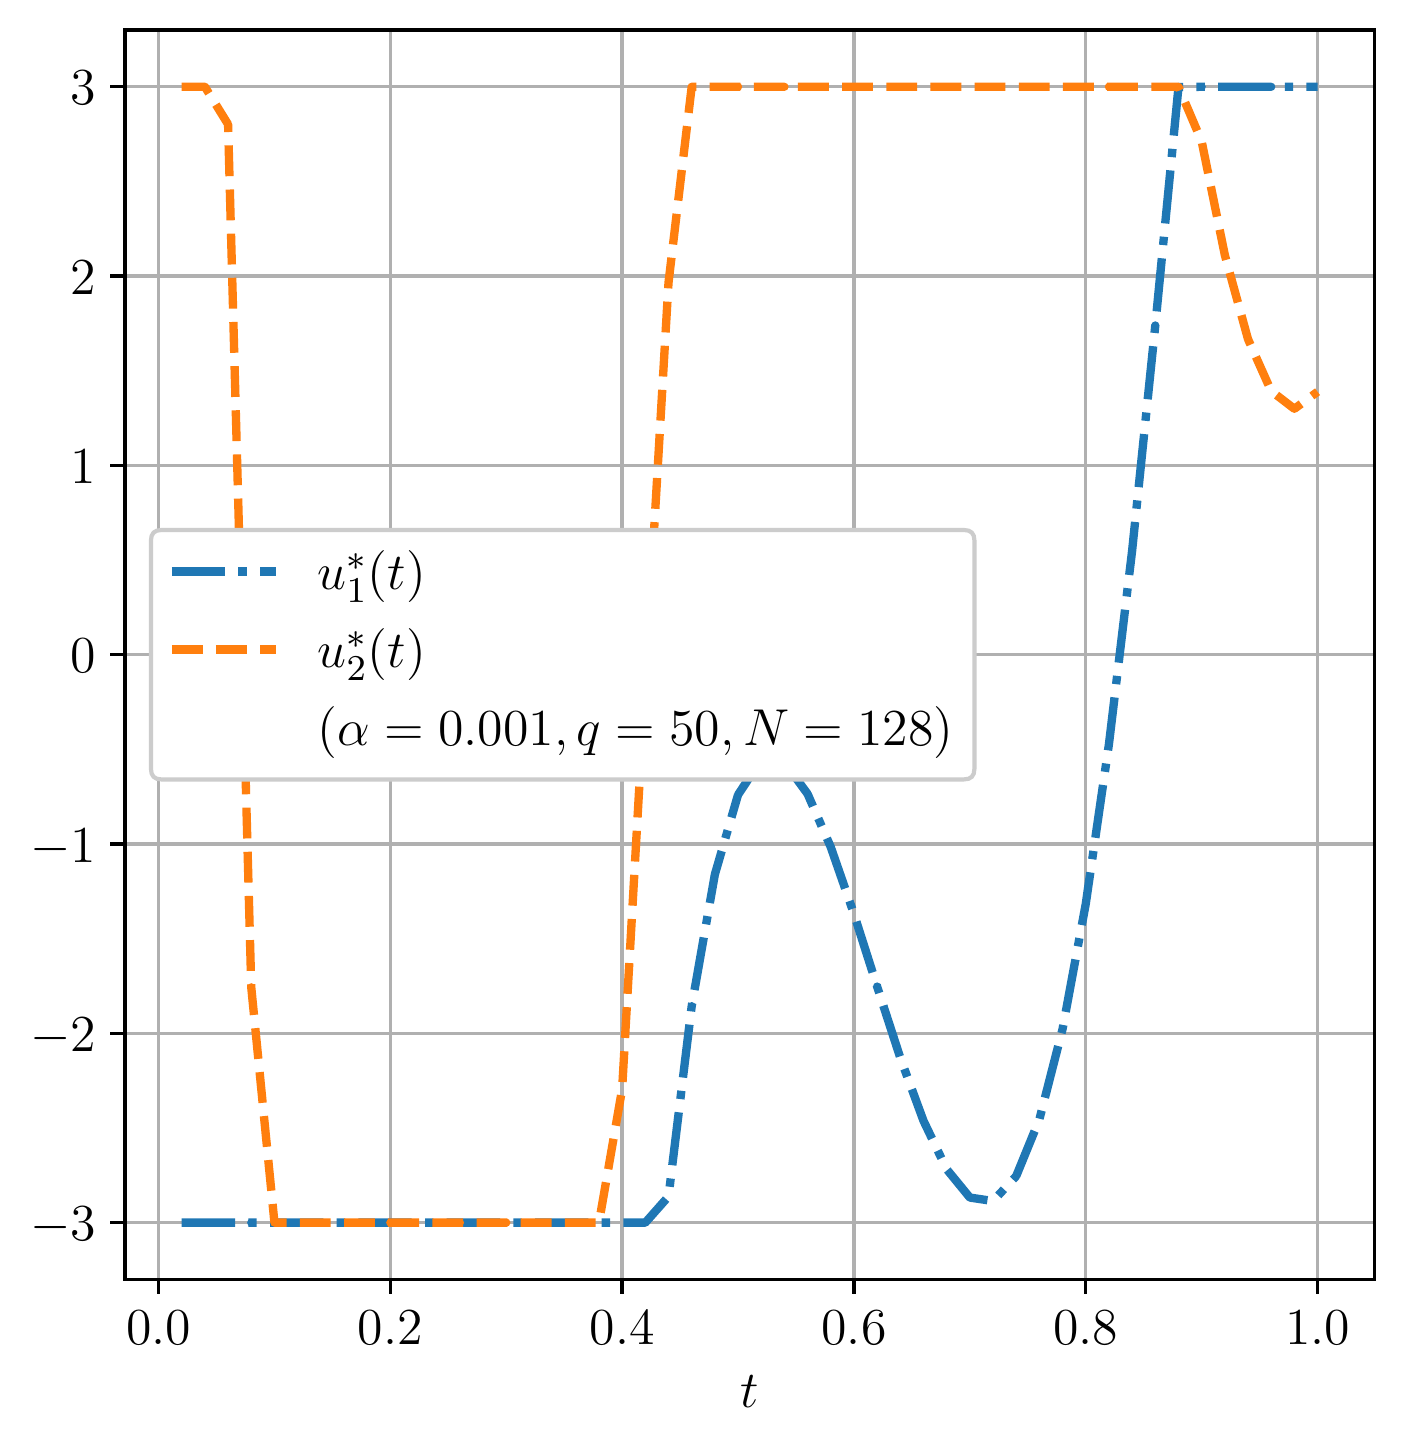 3
2
1
0
−1
−2
−3
u₁*(t)
u₂*(t)
(α = 0.001, q = 50, N = 128)
0.0 0.2 0.4 0.6 0.8 1.0
t